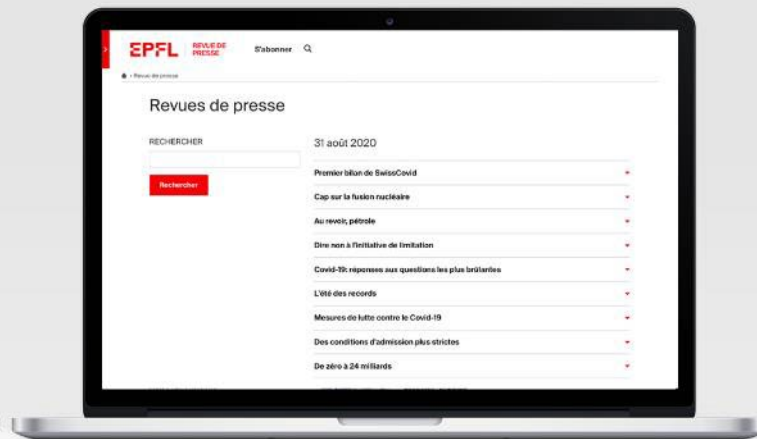 EPFL
REVUE DE
PRESSE
S'abonner
› Revue de presse
Revues de presse
RECHERCHER
Rechercher
31 août 2020
Premier bilan de SwissCovid
Cap sur la fusion nucléaire
Au revoir, pétrole
Dire non à l'initiative de limitation
Covid-19: réponses aux questions les plus brûlantes
L'été des records
Mesures de lutte contre le Covid-19
Des conditions d'admission plus strictes
De zéro à 24 milliards